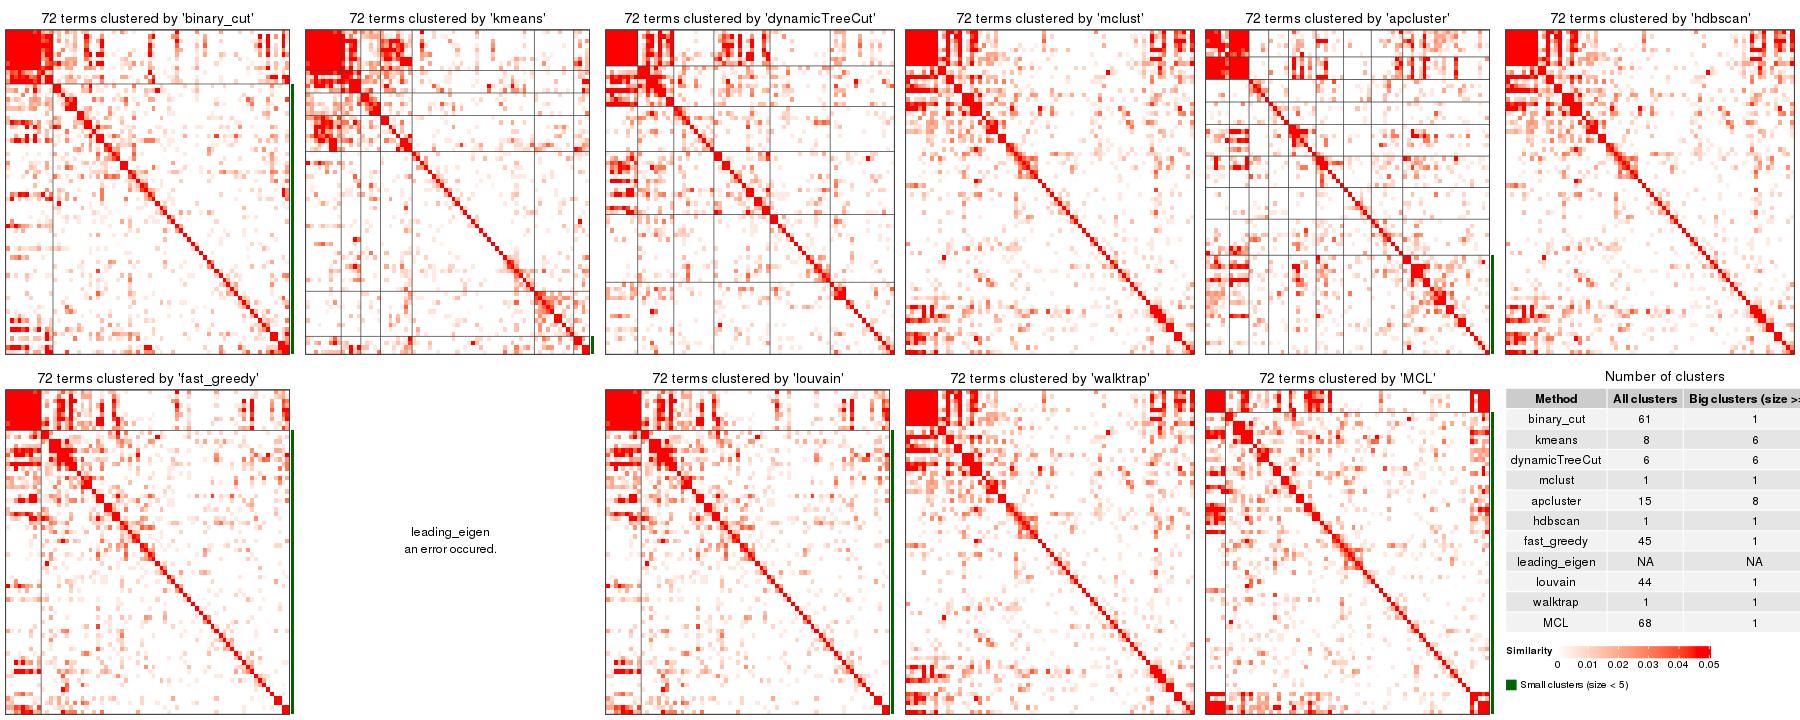 72 terms clustered by 'binary_cut'
72 terms clustered by 'kmeans'
72 terms clustered by 'dynamicTreeCut'
72 terms clustered by 'mclust'
72 terms clustered by 'apcluster'
72 terms clustered by 'hdbscan'
72 terms clustered by 'fast_greedy'
leading_eigen
an error occured.
72 terms clustered by 'louvain'
72 terms clustered by 'walktrap'
72 terms clustered by 'MCL'
Number of clusters
Method All clusters Big clusters (size >
binary_cut 61 1
kmeans 8 6
dynamicTreeCut 6 6
mclust 1 1
apcluster 15 8
hdbscan 1 1
fast_greedy 45 1
leading_eigen NA NA
louvain 44 1
walktrap 1 1
MCL 68 1
Similarity
0 0.01 0.02 0.03 0.04 0.05
Small clusters (size < 5)